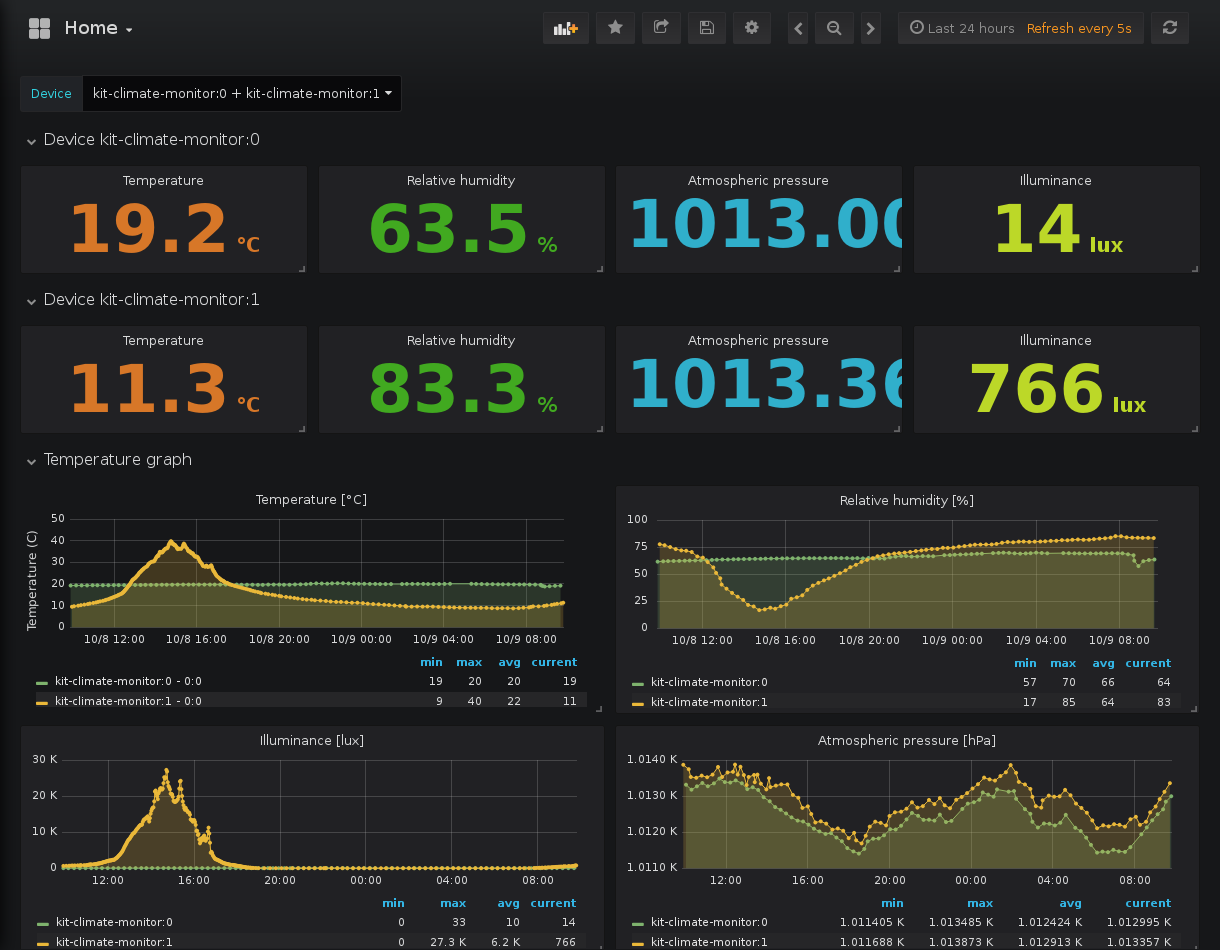 Home
Last 24 hours Refresh every 5s
Device kit-climate-monitor:0 + kit-climate-monitor:1
Device kit-climate-monitor:0
Temperature Relative humidity Atmospheric pressure Illuminance
19.2 °C 63.5 % 1013.00 14 lux
Device kit-climate-monitor:1
Temperature Relative humidity Atmospheric pressure Illuminance
11.3 °C 83.3 % 1013.36 766 lux
Temperature graph
Temperature [°C]
Temperature (C)
50
40
30
20
10
0
10/8 12:00 10/8 16:00 10/8 20:00 10/9 00:00 10/9 04:00 10/9 08:00
min max avg current
kit-climate-monitor:0 - 0:0 19 20 20 19
kit-climate-monitor:1 - 0:0 9 40 22 11
Relative humidity [%]
100
75
50
25
0
10/8 12:00 10/8 16:00 10/8 20:00 10/9 00:00 10/9 04:00 10/9 08:00
min max avg current
kit-climate-monitor:0 57 70 66 64
kit-climate-monitor:1 17 85 64 83
Illuminance [lux]
30 K
20 K
10 K
0
12:00 16:00 20:00 00:00 04:00 08:00
min max avg current
kit-climate-monitor:0 0 33 10 14
kit-climate-monitor:1 0 27.3 K 6.2 K 766
Atmospheric pressure [hPa]
1.0140 K
1.0130 K
1.0120 K
1.0110 K
12:00 16:00 20:00 00:00 04:00 08:00
min max avg current
kit-climate-monitor:0 1.011405 K 1.013485 K 1.012424 K 1.012995 K
kit-climate-monitor:1 1.011688 K 1.013873 K 1.012913 K 1.013357 K